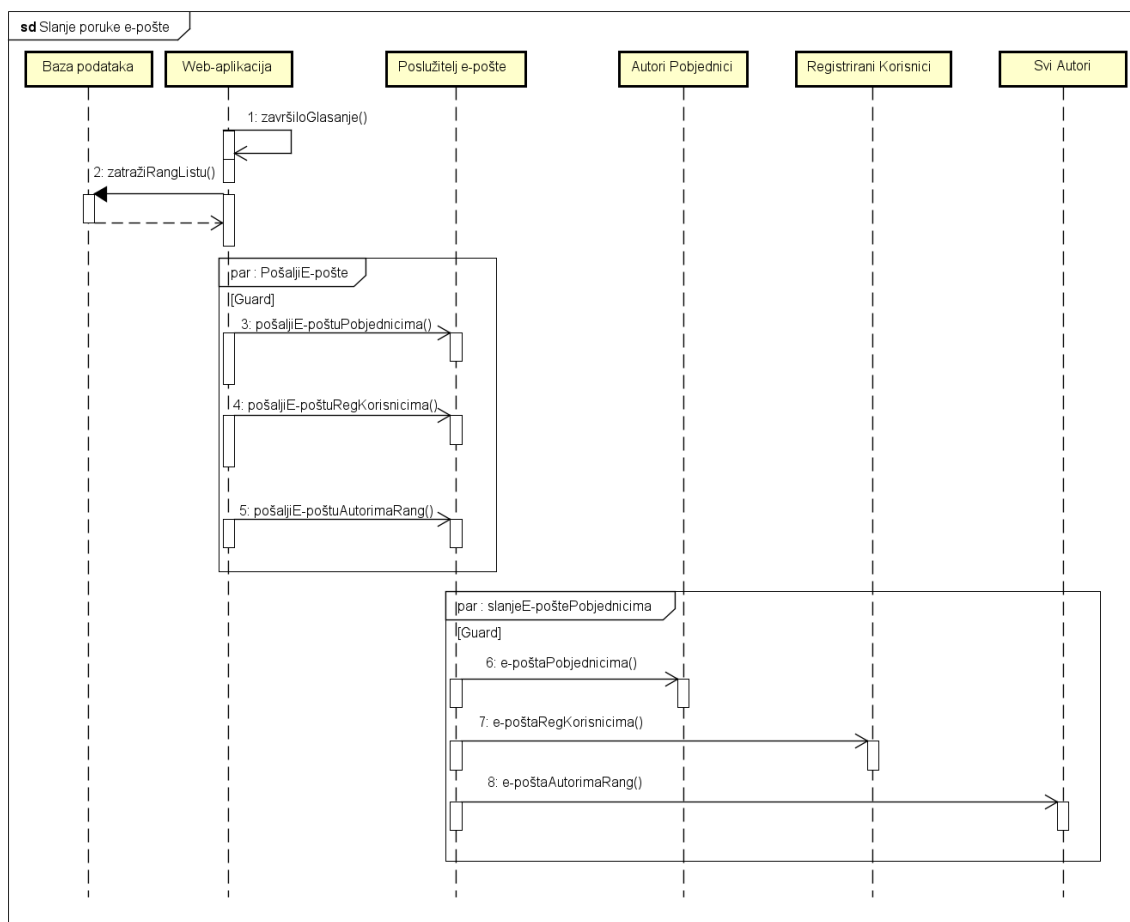 sd Slanje poruke e-pošte
Baza podataka
Web-aplikacija
Poslužitelj e-pošte
Autori Pobjednici
Registrirani Korisnici
Svi Autori
1: završiloGlasanje()
2: zatražiRangListu()
par : PošaljiE-pošte
[Guard]
3: pošaljiE-poštuPobjednicima()
4: pošaljiE-poštuRegKorisnicima()
5: pošaljiE-poštuAutorimaRang()
par : slanjeE-poštePobjednicima
[Guard]
6: e-poštaPobjednicima()
7: e-poštaRegKorisnicima()
8: e-poštaAutorimaRang()